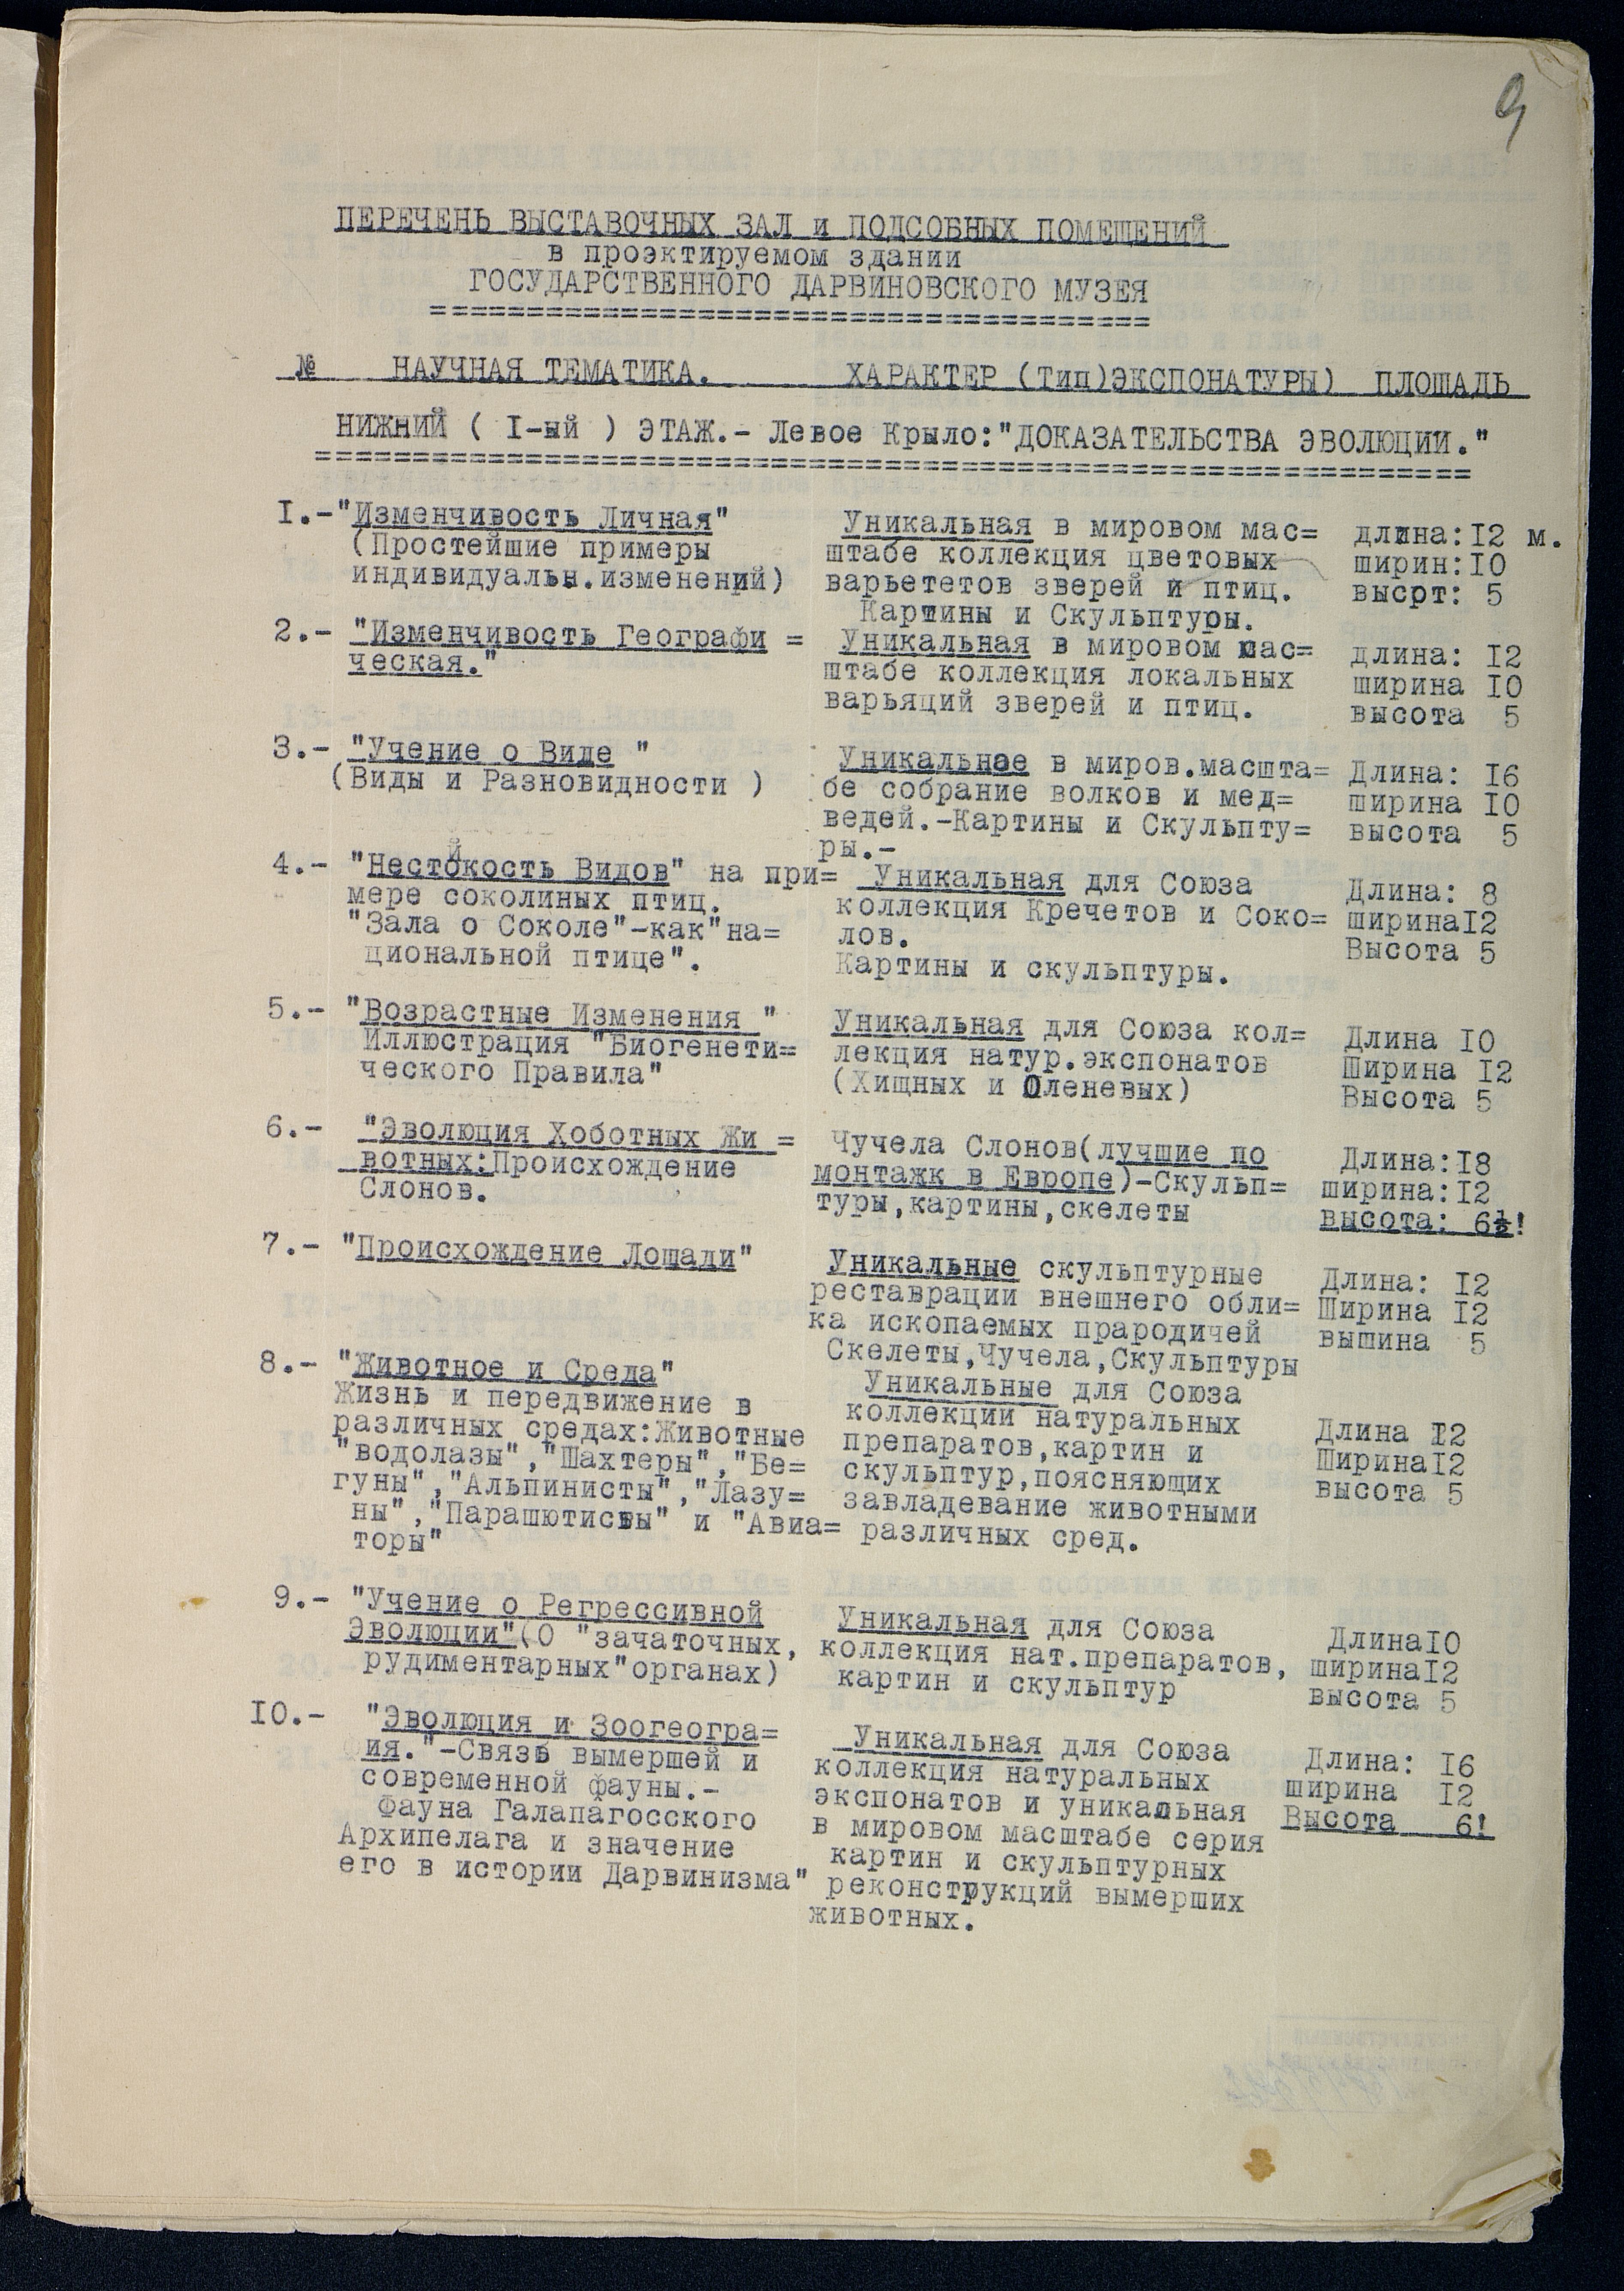 9
ПЕРЕЧЕНЬ ВЫСТАВОЧНЫХ ЗАЛ и ПОДСОБНЫХ ПОМЕЩЕНИЙ
в проэктируемом здании
ГОСУДАРСТВЕННОГО ДАРВИНОВСКОГО МУЗЕЯ
=====================================
№ НАУЧНАЯ ТЕМАТИКА. ХАРАКТЕР (Тип)ЭКСПОНАТУРЫ) ПЛОЩАДЬ
НИЖНИЙ ( I-ый ) ЭТАЖ.- Левое Крыло:"ДОКАЗАТЕЛЬСТВА ЭВОЛЮЦИИ."
===========================================================
I.-"Изменчивость Личная"
(Простейшие примеры
индивидуальн.изменений)
Уникальная в мировом мас=
штабе коллекция цветовых
варьететов зверей и птиц.
Картины и Скульптуры.
длина:I2 м.
ширин:I0
высрт: 5
2.- "Изменчивость Географи =
ческая."
Уникальная в мировом мас=
штабе коллекция локальных
варьяций зверей и птиц.
длина: I2
ширина I0
высота 5
3.- "Учение о Виде "
(Виды и Разновидности )
Уникальное в миров.масшта=
бе собрание волков и мед=
ведей.-Картины и Скульпту=
ры.-
Длина: I6
ширина I0
высота 5
4.- "Нестойкость Видов" на при=
мере соколиных птиц.
"Зала о Соколе"-как"на=
циональной птице".
Уникальная для Союза
коллекция Кречетов и Соко=
лов.
Картины и скульптуры.
Длина: 8
ширинаI2
Высота 5
5.- "Возрастные Изменения "
Иллюстрация "Биогенети=
ческого Правила"
Уникальная для Союза кол=
лекция натур.экспонатов
(Хищных и Оленевых)
Длина I0
Ширина I2
Высота 5
6.- "Эволюция Хоботных Жи =
вотных:Происхождение
Слонов.
Чучела Слонов(лучшие по
монтажк в Европе)-Скульп=
туры,картины,скелеты
Длина:I8
ширина:I2
высота: 6½!
7.- "Происхождение Лошади"
Уникальные скульптурные
реставрации внешнего обли=
ка ископаемых прародичей
Скелеты,Чучела,Скульптуры
Длина: I2
Ширина I2
вышина 5
8.- "Животное и Среда"
Жизнь и передвижение в
различных средах:Животные
"водолазы","Шахтеры","Бе=
гуны","Альпинисты","Лазу=
ны","Парашютисты" и "Авиа=
торы"
Уникальные для Союза
коллекции натуральных
препаратов,картин и
скульптур,поясняющих
завладевание животными
различных сред.
Длина I2
ШиринаI2
высота 5
9.- "Учение о Регрессивной
Эволюции"(О "зачаточных,
рудиментарных"органах)
Уникальная для Союза
коллекция нат.препаратов,
картин и скульптур
ДлинаI0
ширинаI2
высота 5
I0.- "Эволюция и Зоогеогра=
ия."-Связь вымершей и
современной фауны.-
Фауна Галапагосского
Архипелага и значение
его в истории Дарвинизма"
Уникальная для Союза
коллекция натуральных
экспонатов и уникальная
в мировом масштабе серия
картин и скульптурных
реконструкций вымерших
животных.
Длина: I6
ширина I2
Высота 6!